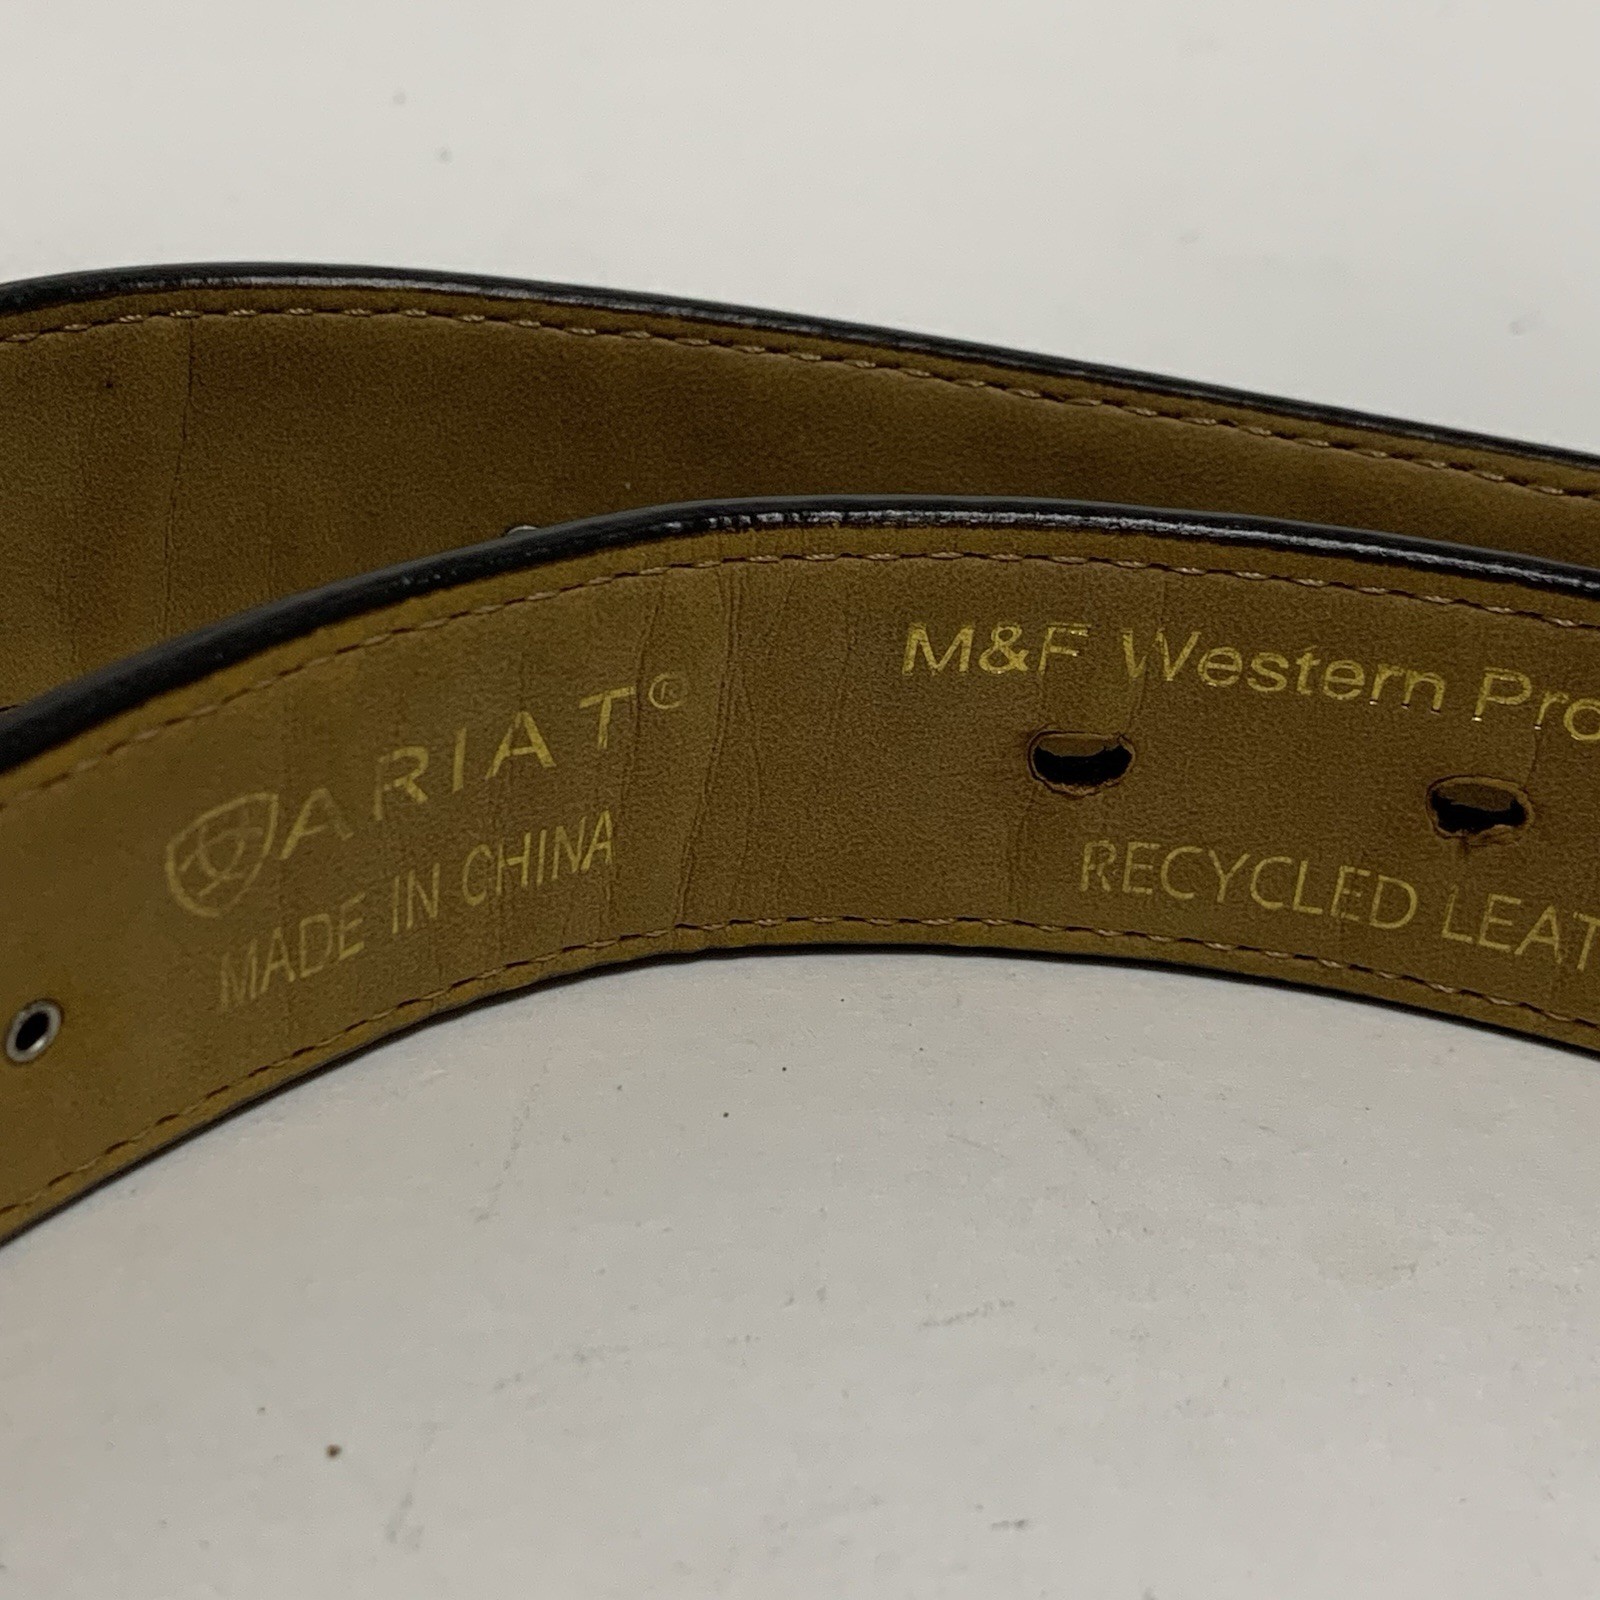 ARIAT®
MADE IN CHINA
M&F Western Pro
RECYCLED LEAT